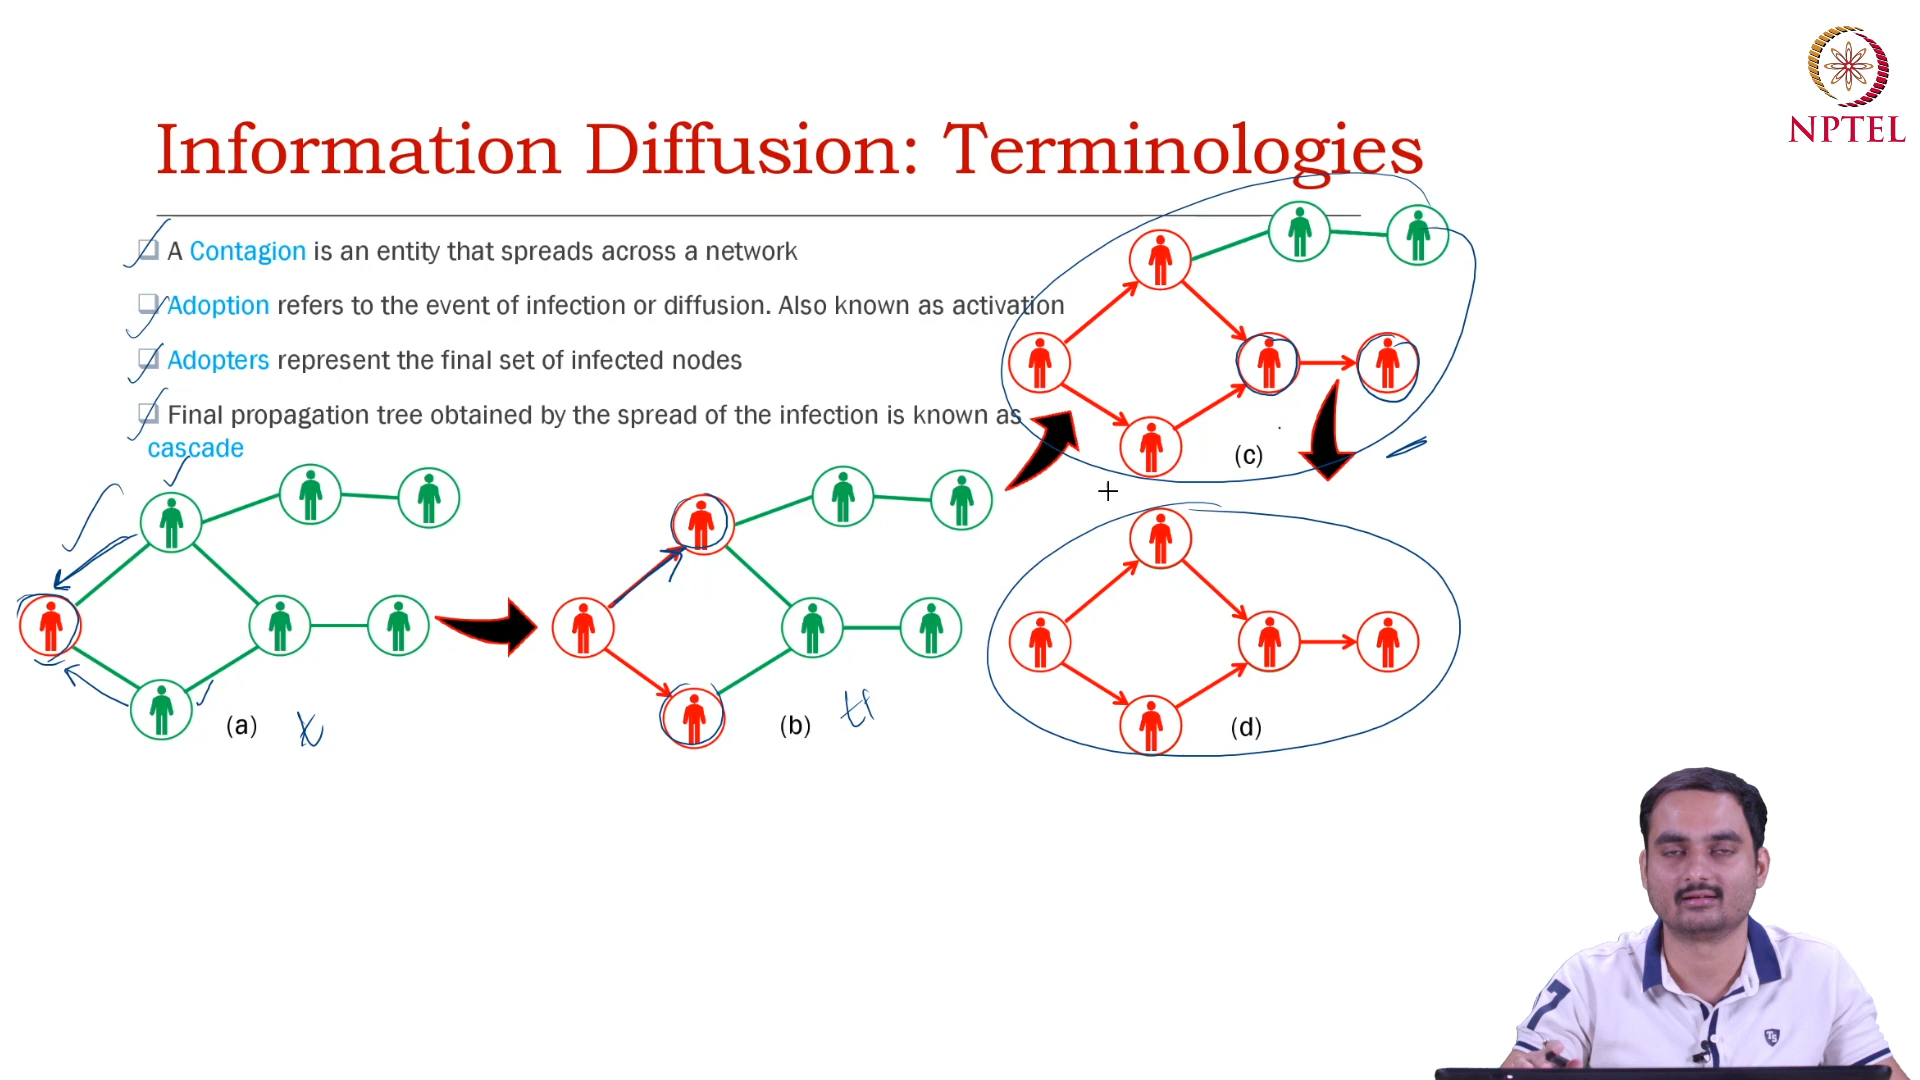 NPTEL
Information Diffusion: Terminologies
A Contagion is an entity that spreads across a network
Adoption refers to the event of infection or diffusion. Also known as activation
Adopters represent the final set of infected nodes
Final propagation tree obtained by the spread of the infection is known as
cascade
(a)
(b)
(c)
(d)